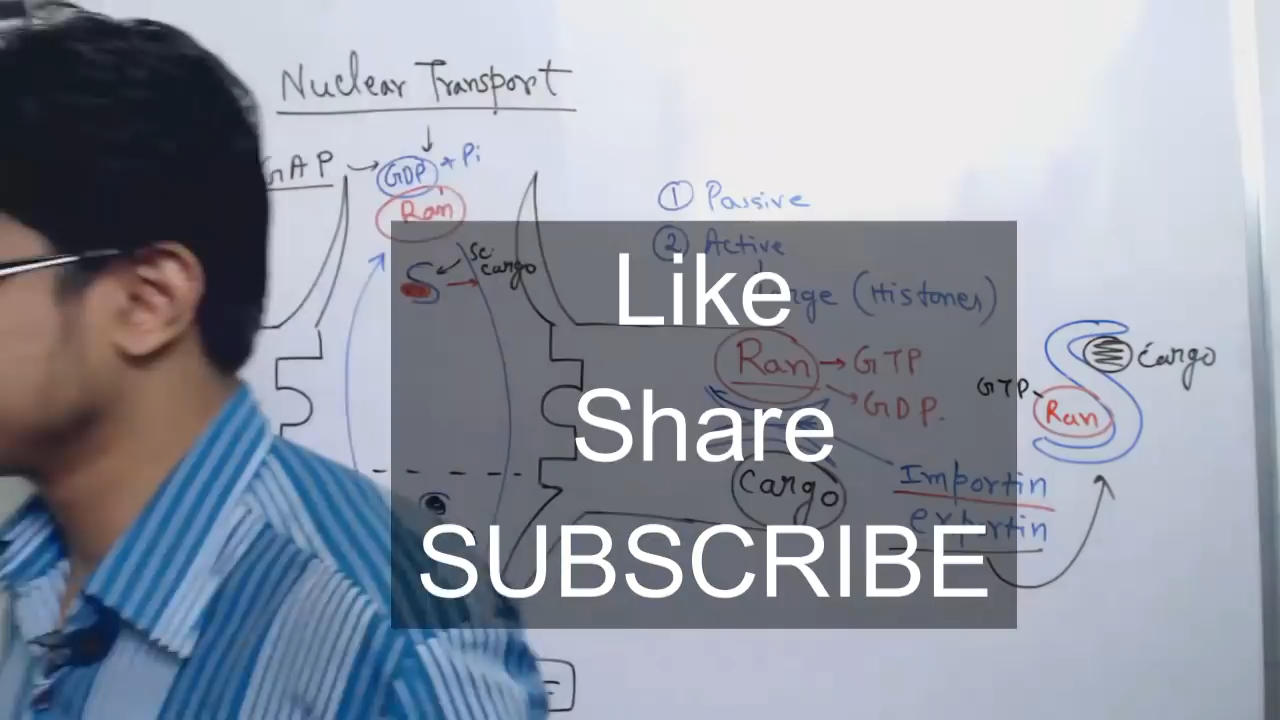 Nuclear Transport
GAP
GDP + Pi
Ran
① Passive
② Active
cargo
(Histones)
Ran → GTP
GDP.
Cargo
GTP
Ran
Cargo
Importin
exportin
Like
Share
SUBSCRIBE